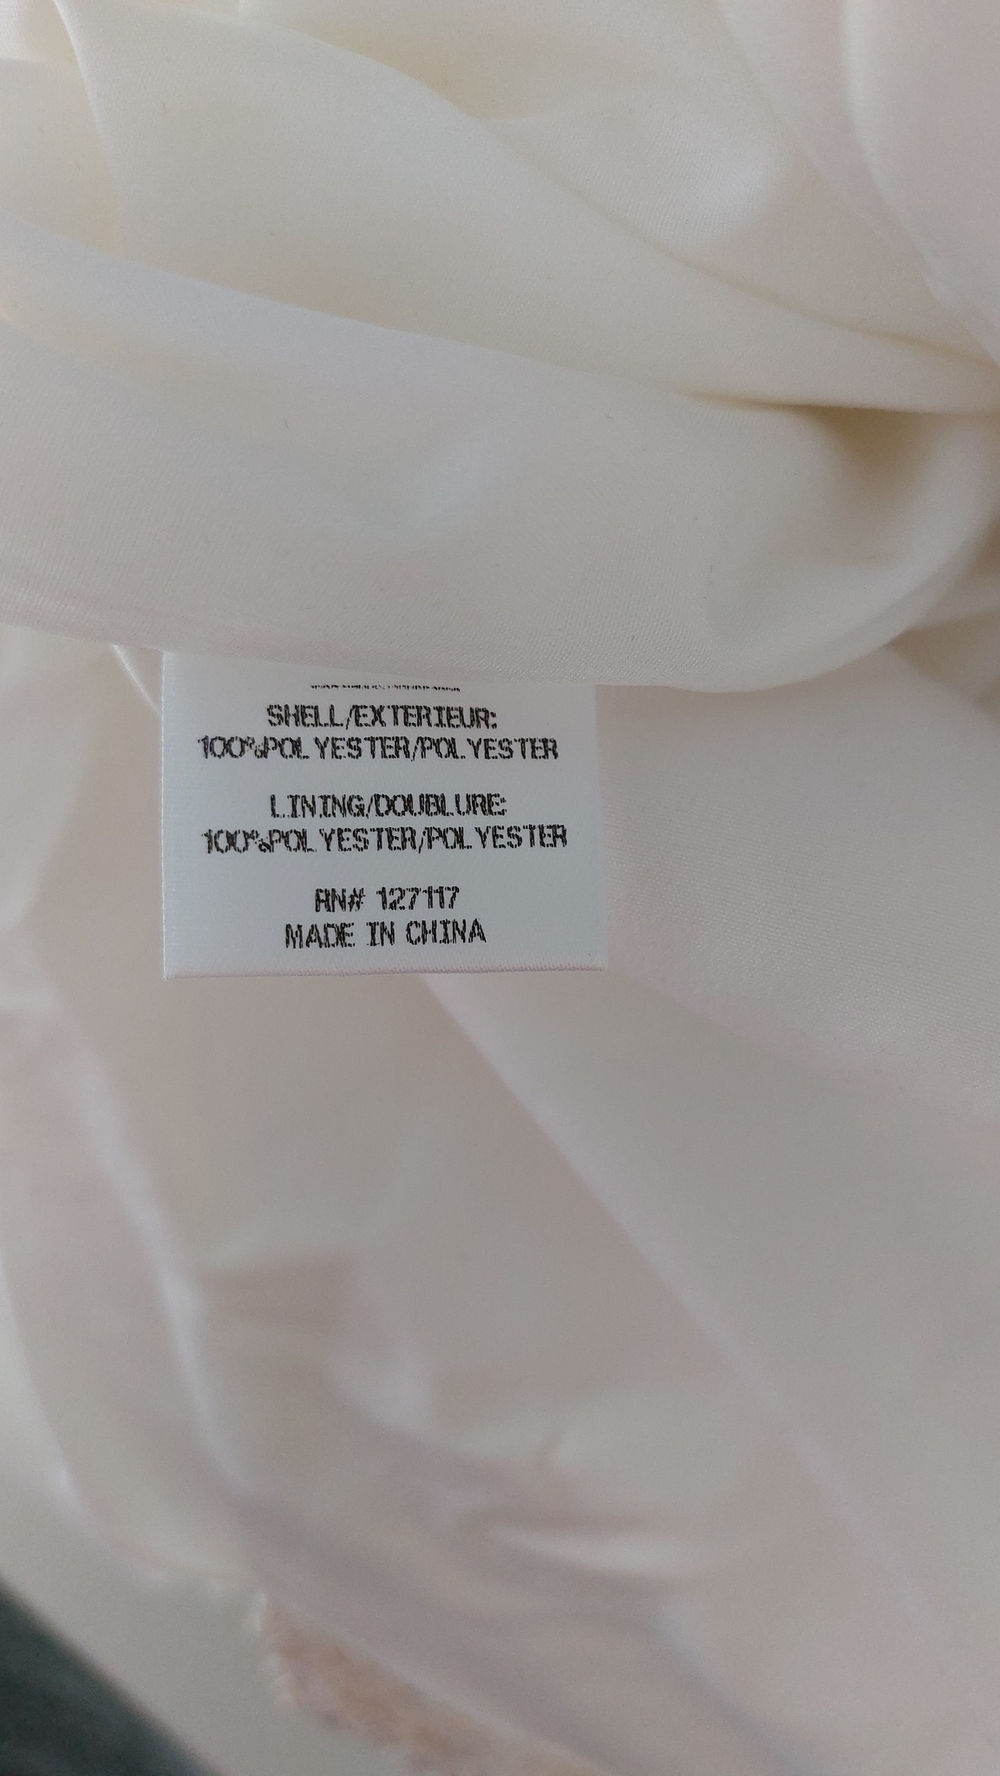 SHELL/EXTERIEUR:
100%POLYESTER/POLYESTER
LINING/DOUBLURE:
100%POLYESTER/POLYESTER
RN# 127117
MADE IN CHINA